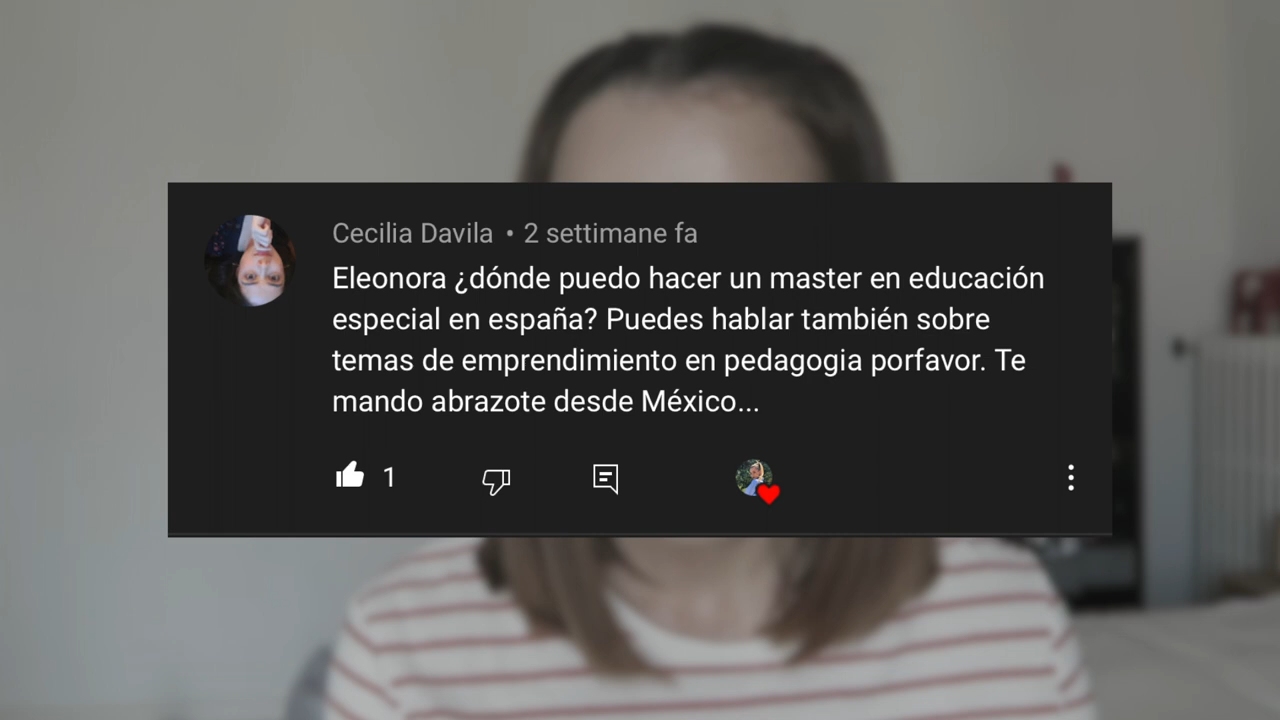 Cecilia Davila • 2 settimane fa
Eleonora ¿dónde puedo hacer un master en educación
especial en españa? Puedes hablar también sobre
temas de emprendimiento en pedagogia porfavor. Te
mando abrazote desde México...
1